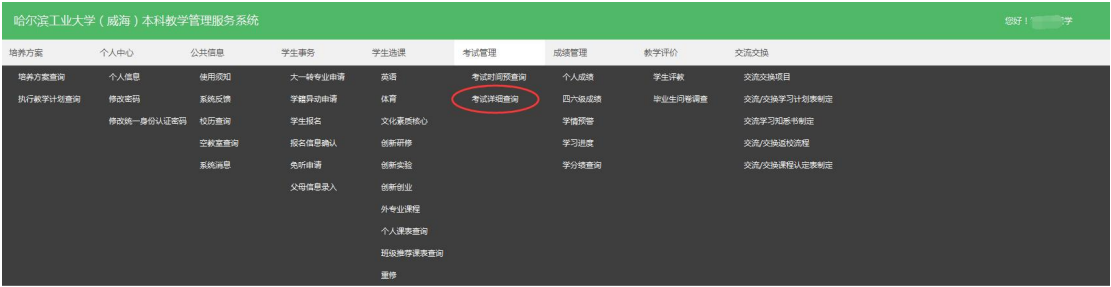 哈尔滨工业大学（威海）本科教学管理服务系统 您好！ 学
培养方案 个人中心 公共信息 学生事务 学生选课 考试管理 成绩管理 教学评价 交流交换
培养方案查询 个人信息 使用须知 大一转专业申请 英语 考试时间预查询 个人成绩 学生评教 交流交换项目
执行教学计划查询 修改密码 系统反馈 学籍异动申请 体育 考试详细查询 四六级成绩 毕业生问卷调查 交流/交换学习计划表制定
修改统一身份认证密码 校历查询 学生报名 文化素质核心 学情预警 交流学习知悉书制定
空教室查询 报名信息确认 创新研修 学习进度 交流/交换返校流程
系统消息 免听申请 创新实验 学分绩查询 交流/交换课程认定表制定
父母信息录入 创新创业
外专业课程
个人课表查询
班级推荐课表查询
重修